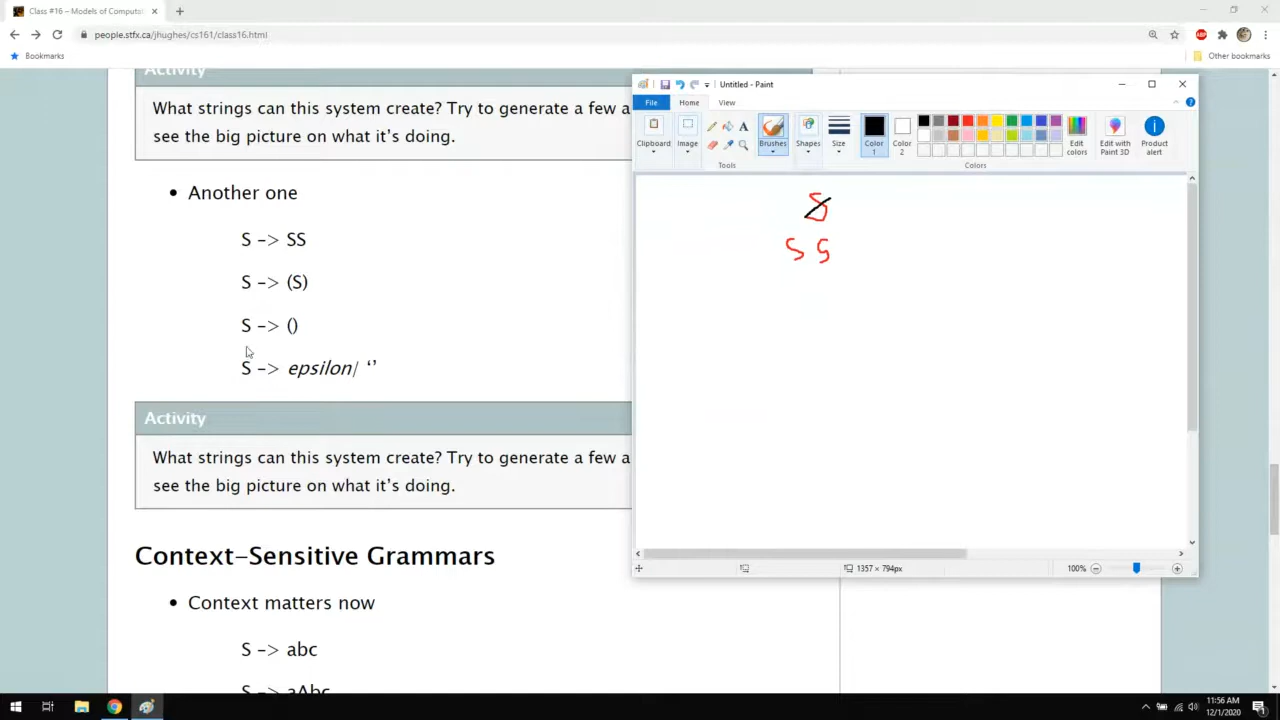 Class #16 – Models of Computat
people.stfx.ca/jhughes/cs161/class16.html
Bookmarks
Other bookmarks
Activity
What strings can this system create? Try to generate a few a
see the big picture on what it's doing.
Another one
S -> SS
S -> (S)
S -> ()
S -> epsilon/ ‘’
Activity
What strings can this system create? Try to generate a few a
see the big picture on what it's doing.
Context-Sensitive Grammars
Context matters now
S -> abc
S -> aAbc
Untitled - Paint
File Home View
Clipboard
Image
Tools
Brushes
Shapes
Size
Color 1
Color 2
Edit colors
Edit with Paint 3D
Product alert
Colors
S
S S
1357 × 794px
100%
11:56 AM
12/1/2020